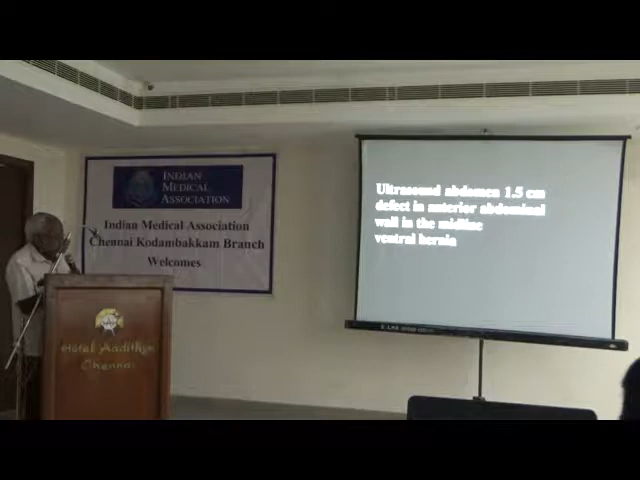 INDIAN
MEDICAL
ASSOCIATION
Indian Medical Association
Chennai Kodambakkam Branch
Welcomes
Ultrasound abdomen 1.5 cm
defect in anterior abdominal
wall in the midline
ventral hernia
Hotel Aadithya
Chennai